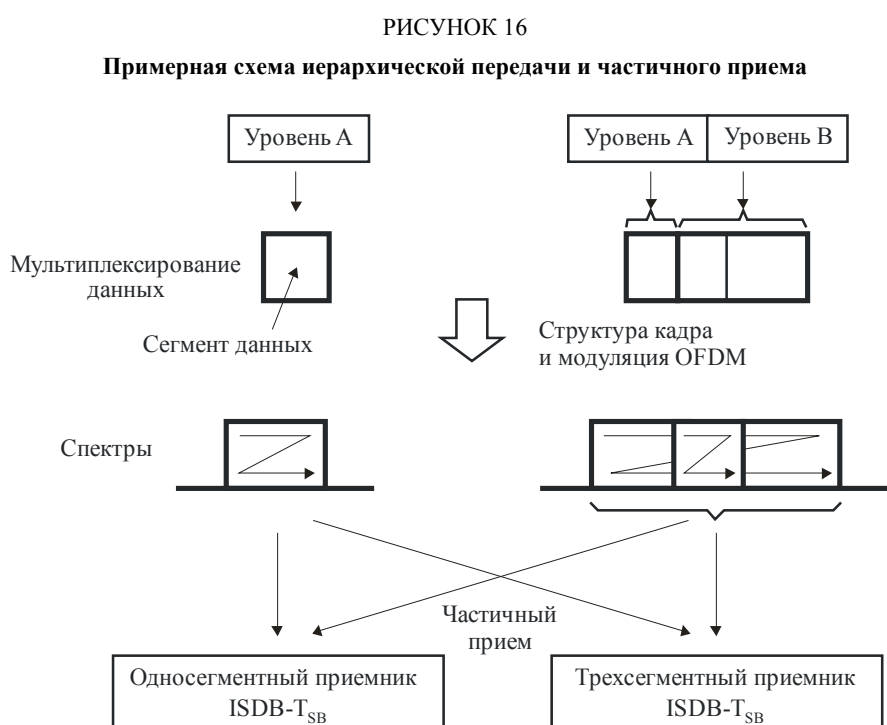 РИСУНОК 16
Примерная схема иерархической передачи и частичного приема
Уровень A
Уровень A
Уровень B
Мультиплексирование
данных
Сегмент данных
Структура кадра
и модуляция OFDM
Спектры
Частичный
прием
Односегментный приемник
ISDB-TSB
Трехсегментный приемник
ISDB-TSB